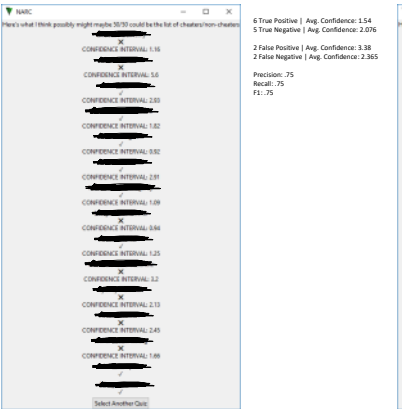 NARC
Here's what I think possibly might maybe 50/50 could be the list of cheaters/non-cheaters
CONFIDENCE INTERVAL: 1.16
CONFIDENCE INTERVAL: 5.6
CONFIDENCE INTERVAL: 2.83
CONFIDENCE INTERVAL: 1.82
CONFIDENCE INTERVAL: 0.92
CONFIDENCE INTERVAL: 2.91
CONFIDENCE INTERVAL: 1.09
CONFIDENCE INTERVAL: 0.94
CONFIDENCE INTERVAL: 1.25
CONFIDENCE INTERVAL: 3.2
CONFIDENCE INTERVAL: 2.13
CONFIDENCE INTERVAL: 2.45
CONFIDENCE INTERVAL: 1.66
Select Another Quiz
6 True Positive | Avg. Confidence: 1.54
5 True Negative | Avg. Confidence: 2.076
2 False Positive | Avg. Confidence: 3.38
2 False Negative | Avg. Confidence: 2.365
Precision: .75
Recall: .75
F1: .75